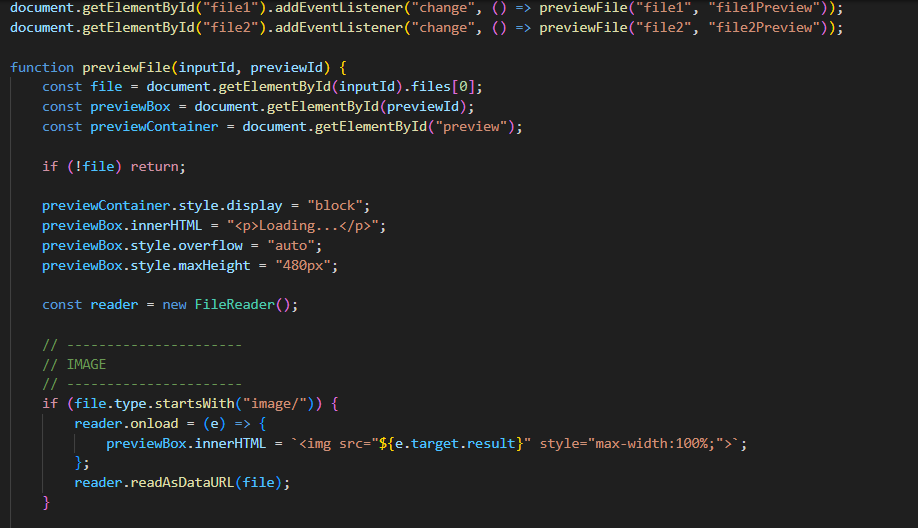 document.getElementById("file1").addEventListener("change", () => previewFile("file1", "file1Preview"));
document.getElementById("file2").addEventListener("change", () => previewFile("file2", "file2Preview"));
function previewFile(inputId, previewId) {
const file = document.getElementById(inputId).files[0];
const previewBox = document.getElementById(previewId);
const previewContainer = document.getElementById("preview");
if (!file) return;
previewContainer.style.display = "block";
previewBox.innerHTML = "<p>Loading...</p>";
previewBox.style.overflow = "auto";
previewBox.style.maxHeight = "480px";
const reader = new FileReader();
// ----------------------
// IMAGE
// ----------------------
if (file.type.startsWith("image/")) {
reader.onload = (e) => {
previewBox.innerHTML = `<img src="${e.target.result}" style="max-width:100%;">`;
};
reader.readAsDataURL(file);
}